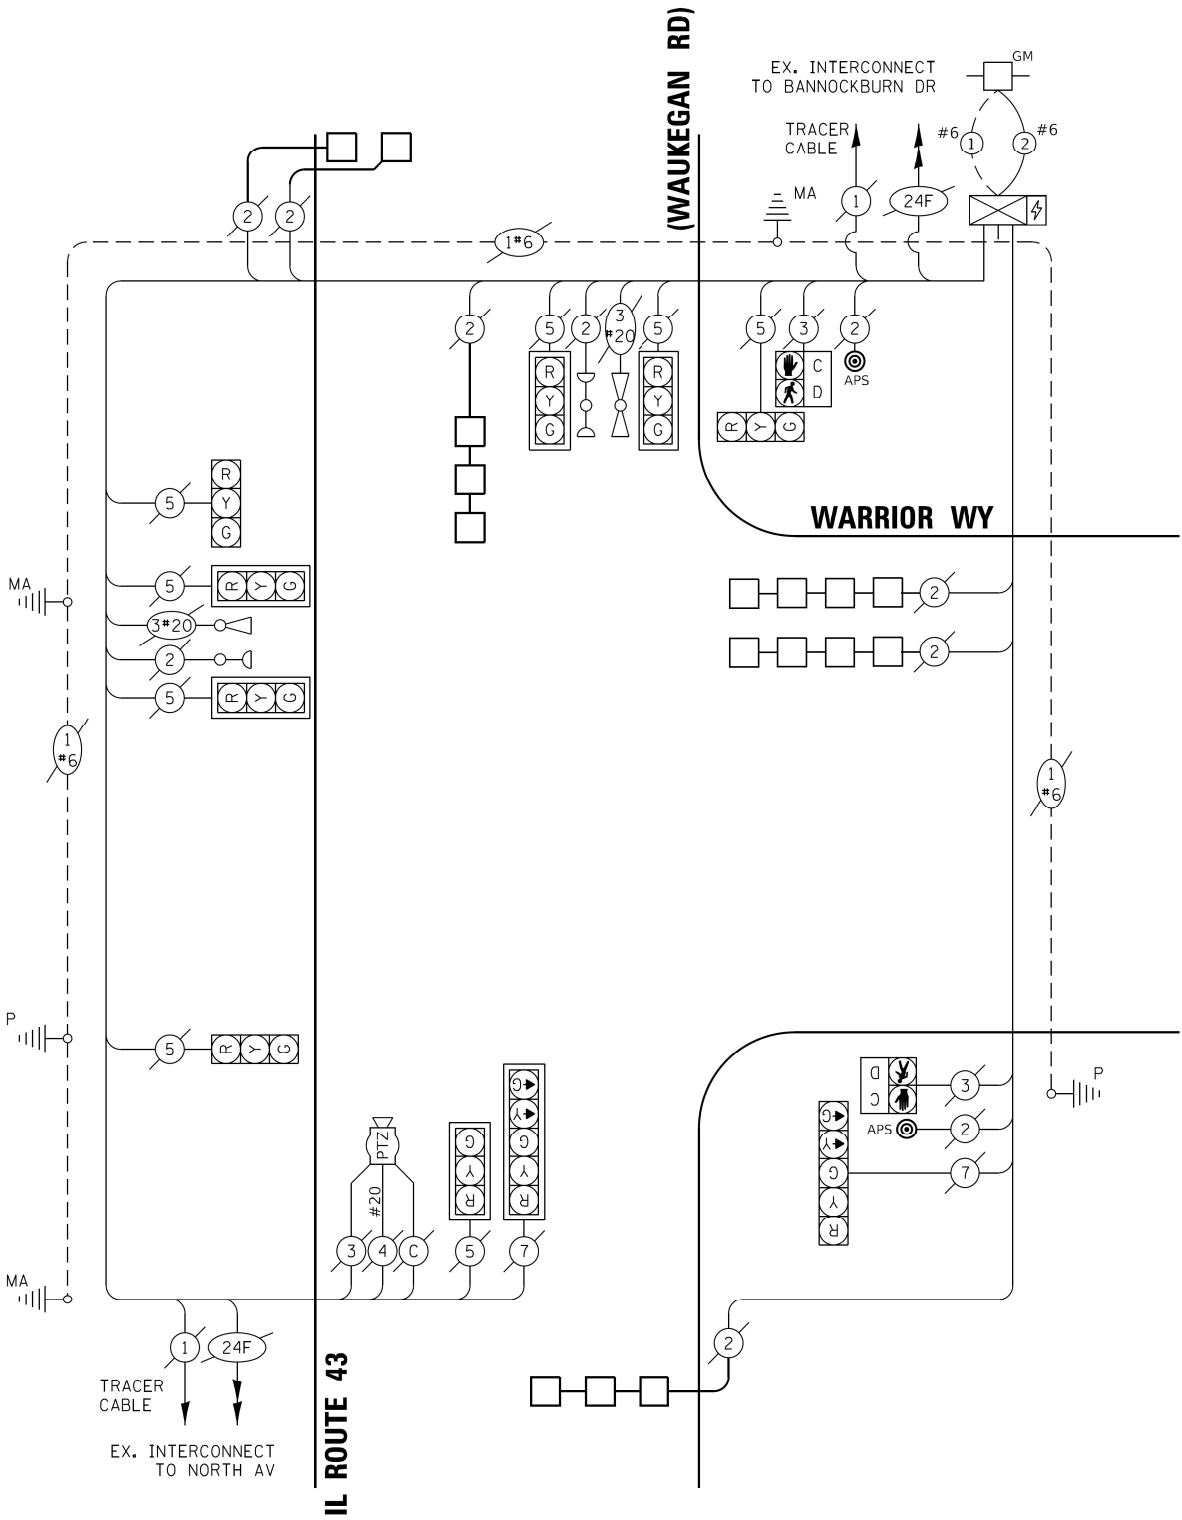 (WAUKEGAN RD)
EX. INTERCONNECT
TO BANNOCKBURN DR
GM
TRACER
CABLE
#6
1
2
#6
MA
1
24F
2
2
1#6
2
5
2
3
#20
5
5
3
2
R
Y
G
R
Y
G
C
D
APS
R Y G
5
R
Y
G
WARRIOR WY
MA
5
R Y G
2
3#20
2
2
5
R Y G
1
#6
1
#6
P
5
R Y G
P
D
C
3
G
Y
G
Y
R
APS
2
7
G
Y
G
Y
R
G
Y
R
PTZ
#20
3
4
C
5
7
MA
1
24F
2
TRACER
CABLE
EX. INTERCONNECT
TO NORTH AV
IL ROUTE 43